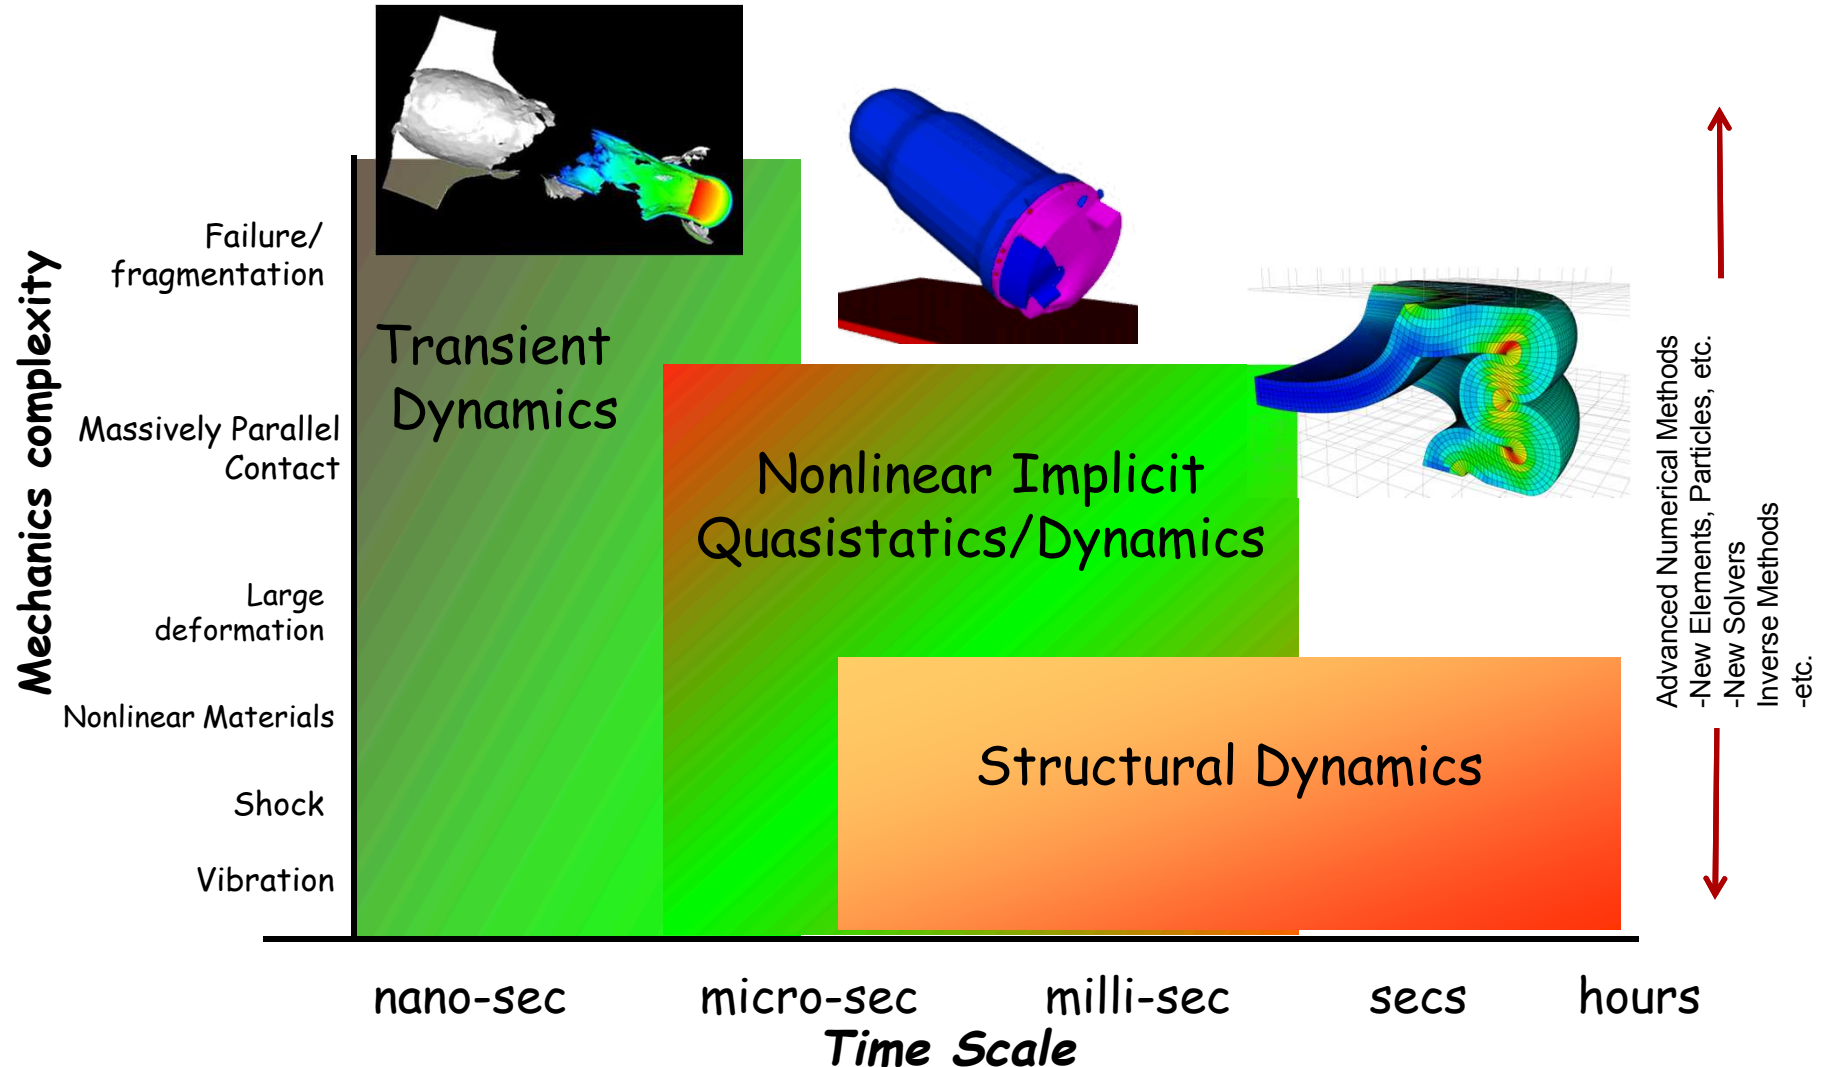 Mechanics complexity
Failure/
fragmentation
Massively Parallel
Contact
Large
deformation
Nonlinear Materials
Shock
Vibration
Transient
Dynamics
Nonlinear Implicit
Quasistatics/Dynamics
Structural Dynamics
Advanced Numerical Methods
-New Elements, Particles, etc.
-New Solvers
Inverse Methods
-etc.
nano-sec
micro-sec
milli-sec
secs
hours
Time Scale